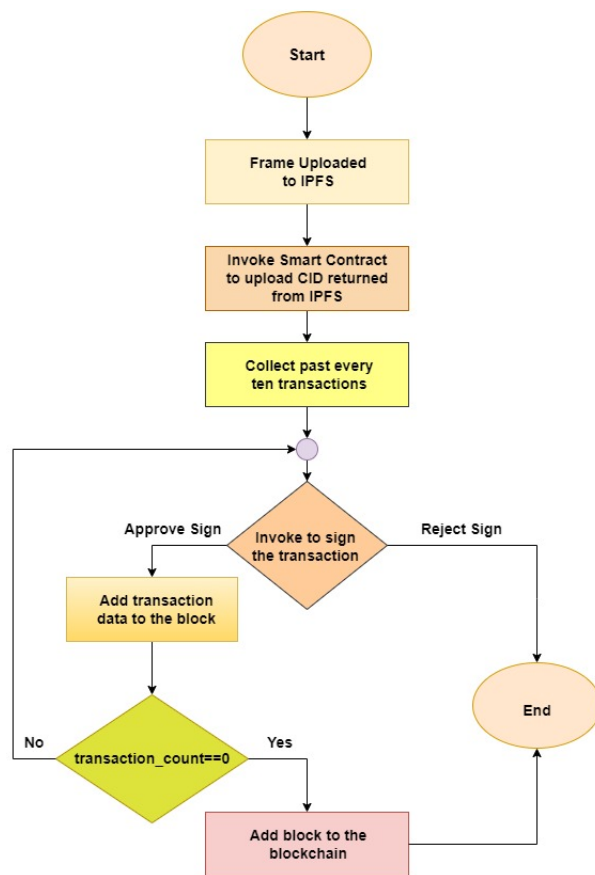 Start
Frame Uploaded
to IPFS
Invoke Smart Contract
to upload CID returned
from IPFS
Collect past every
ten transactions
Approve Sign
Invoke to sign
the transaction
Reject Sign
Add transaction
data to the block
End
No
transaction_count==0
Yes
Add block to the
blockchain